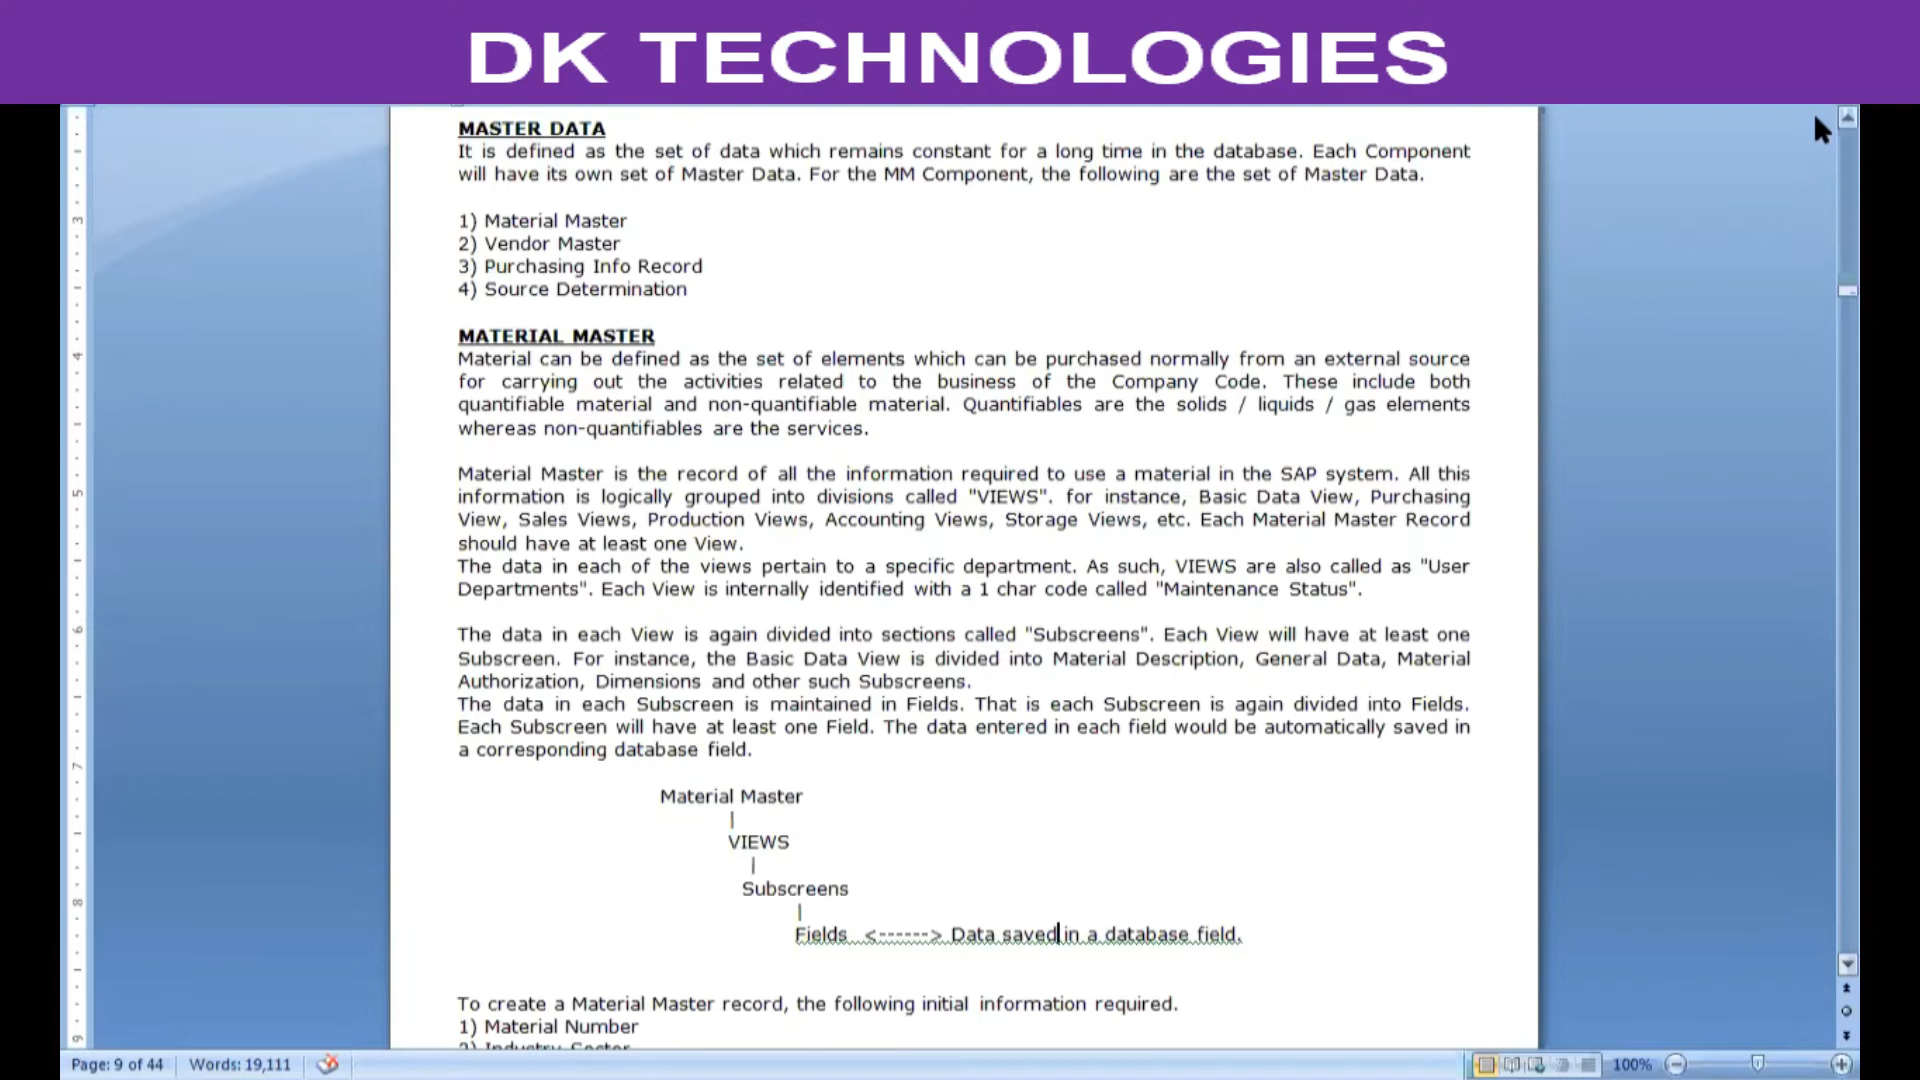 DK TECHNOLOGIES
MASTER DATA
It is defined as the set of data which remains constant for a long time in the database. Each Component
will have its own set of Master Data. For the MM Component, the following are the set of Master Data.
1) Material Master
2) Vendor Master
3) Purchasing Info Record
4) Source Determination
MATERIAL MASTER
Material can be defined as the set of elements which can be purchased normally from an external source
for carrying out the activities related to the business of the Company Code. These include both
quantifiable material and non-quantifiable material. Quantifiables are the solids / liquids / gas elements
whereas non-quantifiables are the services.
Material Master is the record of all the information required to use a material in the SAP system. All this
information is logically grouped into divisions called "VIEWS". for instance, Basic Data View, Purchasing
View, Sales Views, Production Views, Accounting Views, Storage Views, etc. Each Material Master Record
should have at least one View.
The data in each of the views pertain to a specific department. As such, VIEWS are also called as "User
Departments". Each View is internally identified with a 1 char code called "Maintenance Status".
The data in each View is again divided into sections called "Subscreens". Each View will have at least one
Subscreen. For instance, the Basic Data View is divided into Material Description, General Data, Material
Authorization, Dimensions and other such Subscreens.
The data in each Subscreen is maintained in Fields. That is each Subscreen is again divided into Fields.
Each Subscreen will have at least one Field. The data entered in each field would be automatically saved in
a corresponding database field.
Material Master
|
VIEWS
|
Subscreens
|
Fields <------> Data saved in a database field.
To create a Material Master record, the following initial information required.
1) Material Number
2) Industry Sector
Page: 9 of 44 Words: 19,111 100%
3
4
5
6
7
8
9